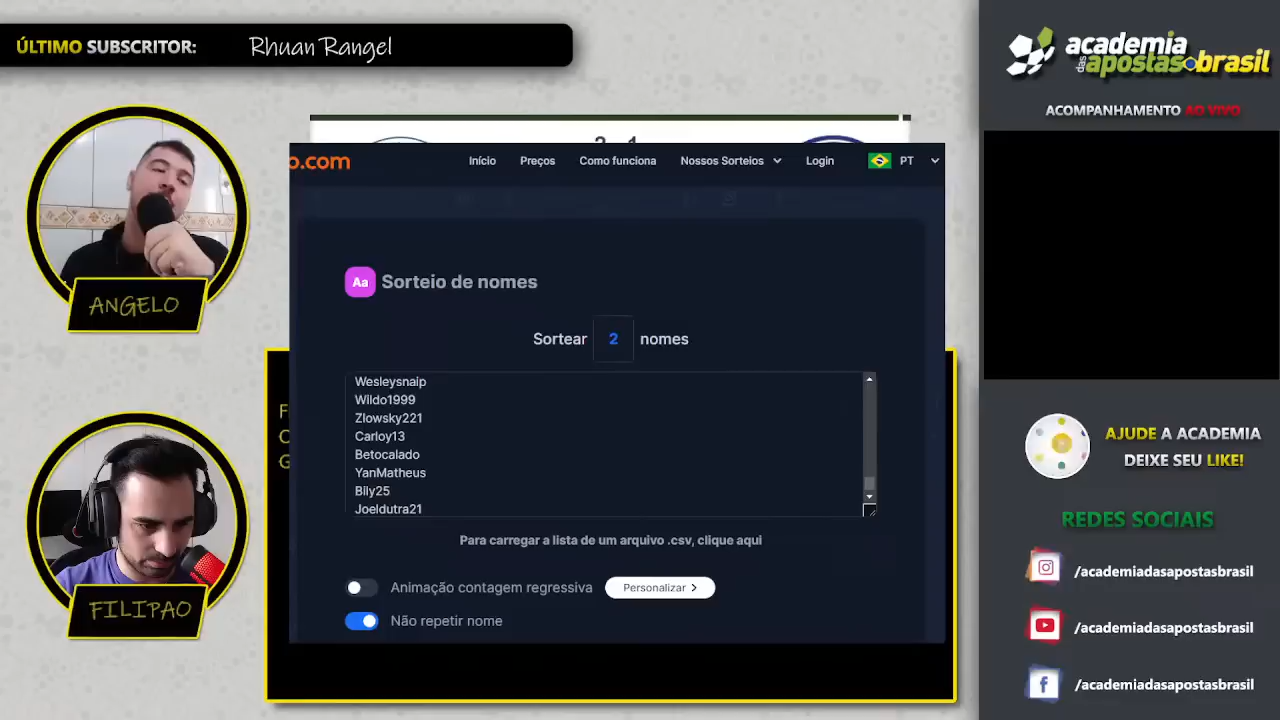 ÚLTIMO SUBSCRITOR: Rhuan Rangel
academia
das apostas brasil
ACOMPANHAMENTO AO VIVO
o.com
Início Preços Como funciona Nossos Sorteios Login PT
ANGELO
Aa Sorteio de nomes
Sortear 2 nomes
Wesleysnaip
Wildo1999
Zlowsky221
Carloy13
Betocalado
YanMatheus
Bily25
Joeldutra21
Para carregar a lista de um arquivo .csv, clique aqui
Animação contagem regressiva Personalizar
Não repetir nome
FILIPAO
AJUDE A ACADEMIA
DEIXE SEU LIKE!
REDES SOCIAIS
/academiadasapostasbrasil
/academiadasapostasbrasil
/academiadasapostasbrasil